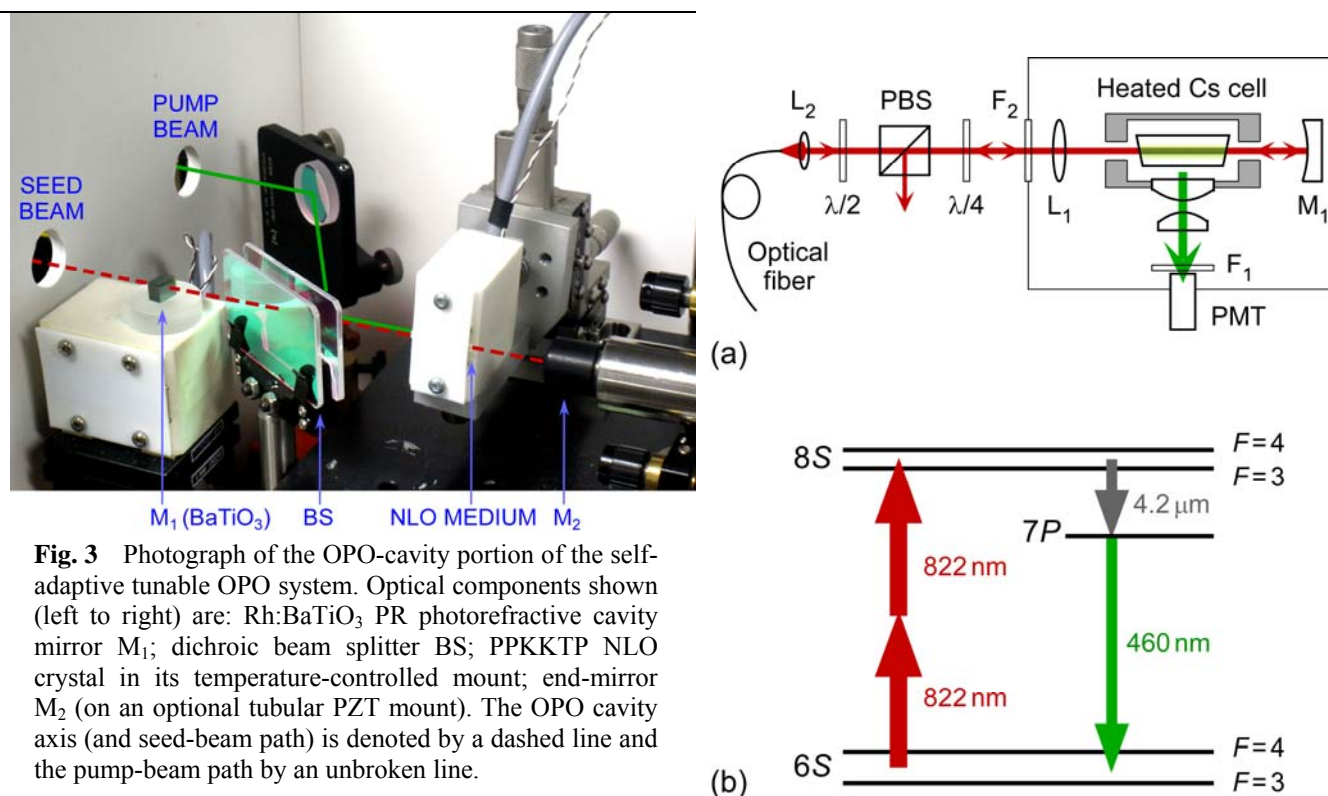 PUMP
BEAM
SEED
BEAM
M₁ (BaTiO₃) BS NLO MEDIUM M₂
Fig. 3 Photograph of the OPO-cavity portion of the self-
adaptive tunable OPO system. Optical components shown
(left to right) are: Rh:BaTiO₃ PR photorefractive cavity
mirror M₁; dichroic beam splitter BS; PPKKTP NLO
crystal in its temperature-controlled mount; end-mirror
M₂ (on an optional tubular PZT mount). The OPO cavity
axis (and seed-beam path) is denoted by a dashed line and
the pump-beam path by an unbroken line.
L₂ PBS F₂ Heated Cs cell
λ/2 λ/4 L₁ M₁
Optical
fiber
F₁
PMT
(a)
8S F=4
F=3
4.2 μm
7P
822 nm
460 nm
822 nm
6S F=4
F=3
(b)